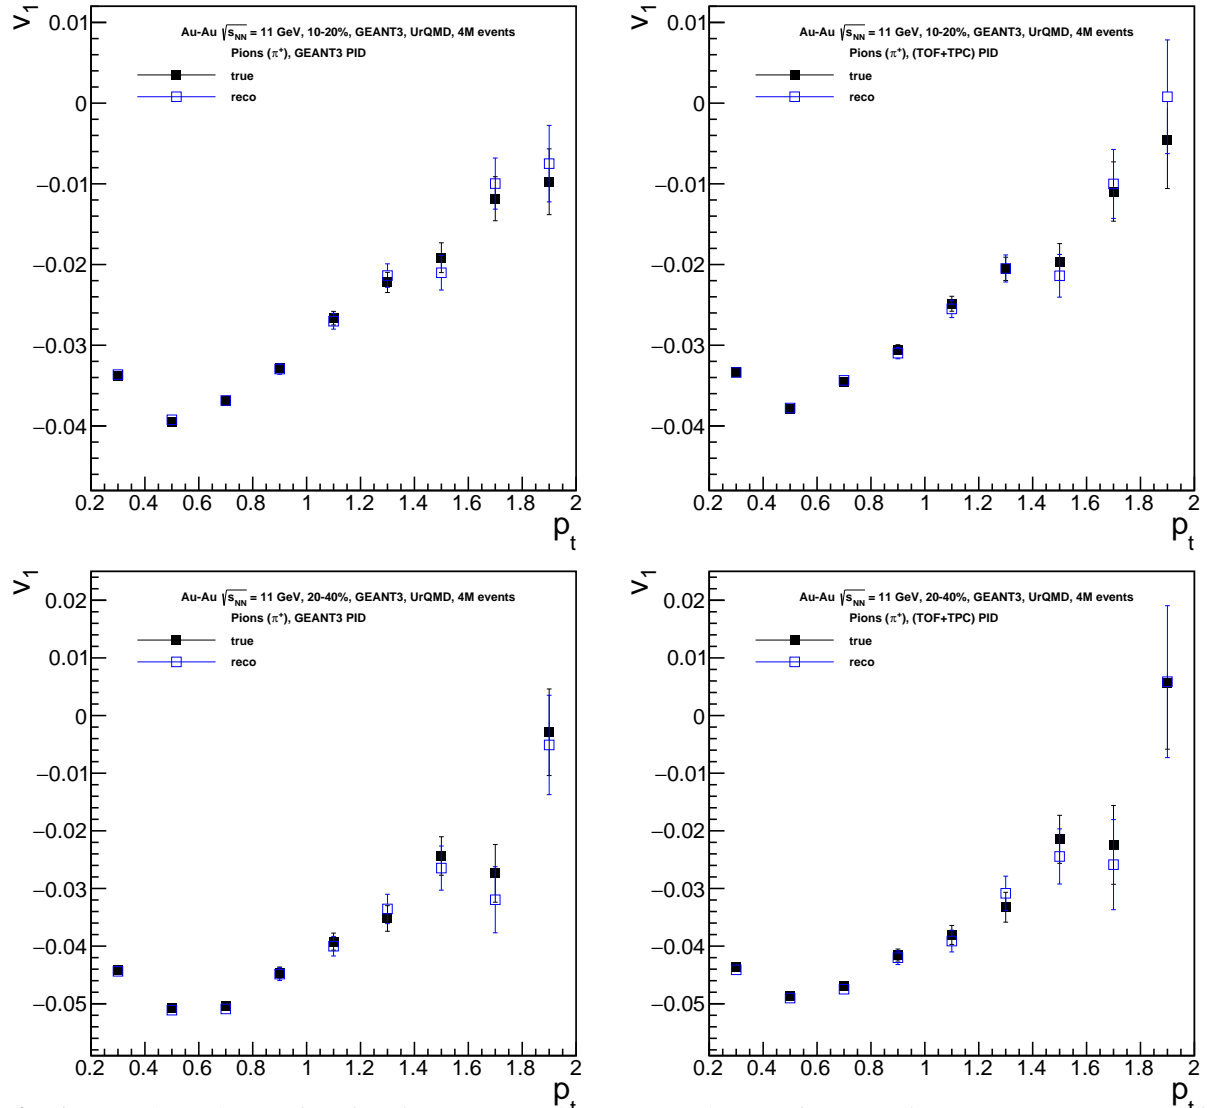 v1
0.01
Au-Au √sNN = 11 GeV, 10-20%, GEANT3, UrQMD, 4M events
Pions (π+), GEANT3 PID
true
reco
0
−0.01
−0.02
−0.03
−0.04
0.2 0.4 0.6 0.8 1 1.2 1.4 1.6 1.8 2
pt
v1
0.01
Au-Au √sNN = 11 GeV, 10-20%, GEANT3, UrQMD, 4M events
Pions (π+), (TOF+TPC) PID
true
reco
0
−0.01
−0.02
−0.03
−0.04
0.2 0.4 0.6 0.8 1 1.2 1.4 1.6 1.8 2
pt
v1
0.02
Au-Au √sNN = 11 GeV, 20-40%, GEANT3, UrQMD, 4M events
Pions (π+), GEANT3 PID
true
reco
0.01
0
−0.01
−0.02
−0.03
−0.04
−0.05
0.2 0.4 0.6 0.8 1 1.2 1.4 1.6 1.8 2
pt
v1
0.02
Au-Au √sNN = 11 GeV, 20-40%, GEANT3, UrQMD, 4M events
Pions (π+), (TOF+TPC) PID
true
reco
0.01
0
−0.01
−0.02
−0.03
−0.04
−0.05
0.2 0.4 0.6 0.8 1 1.2 1.4 1.6 1.8 2
pt